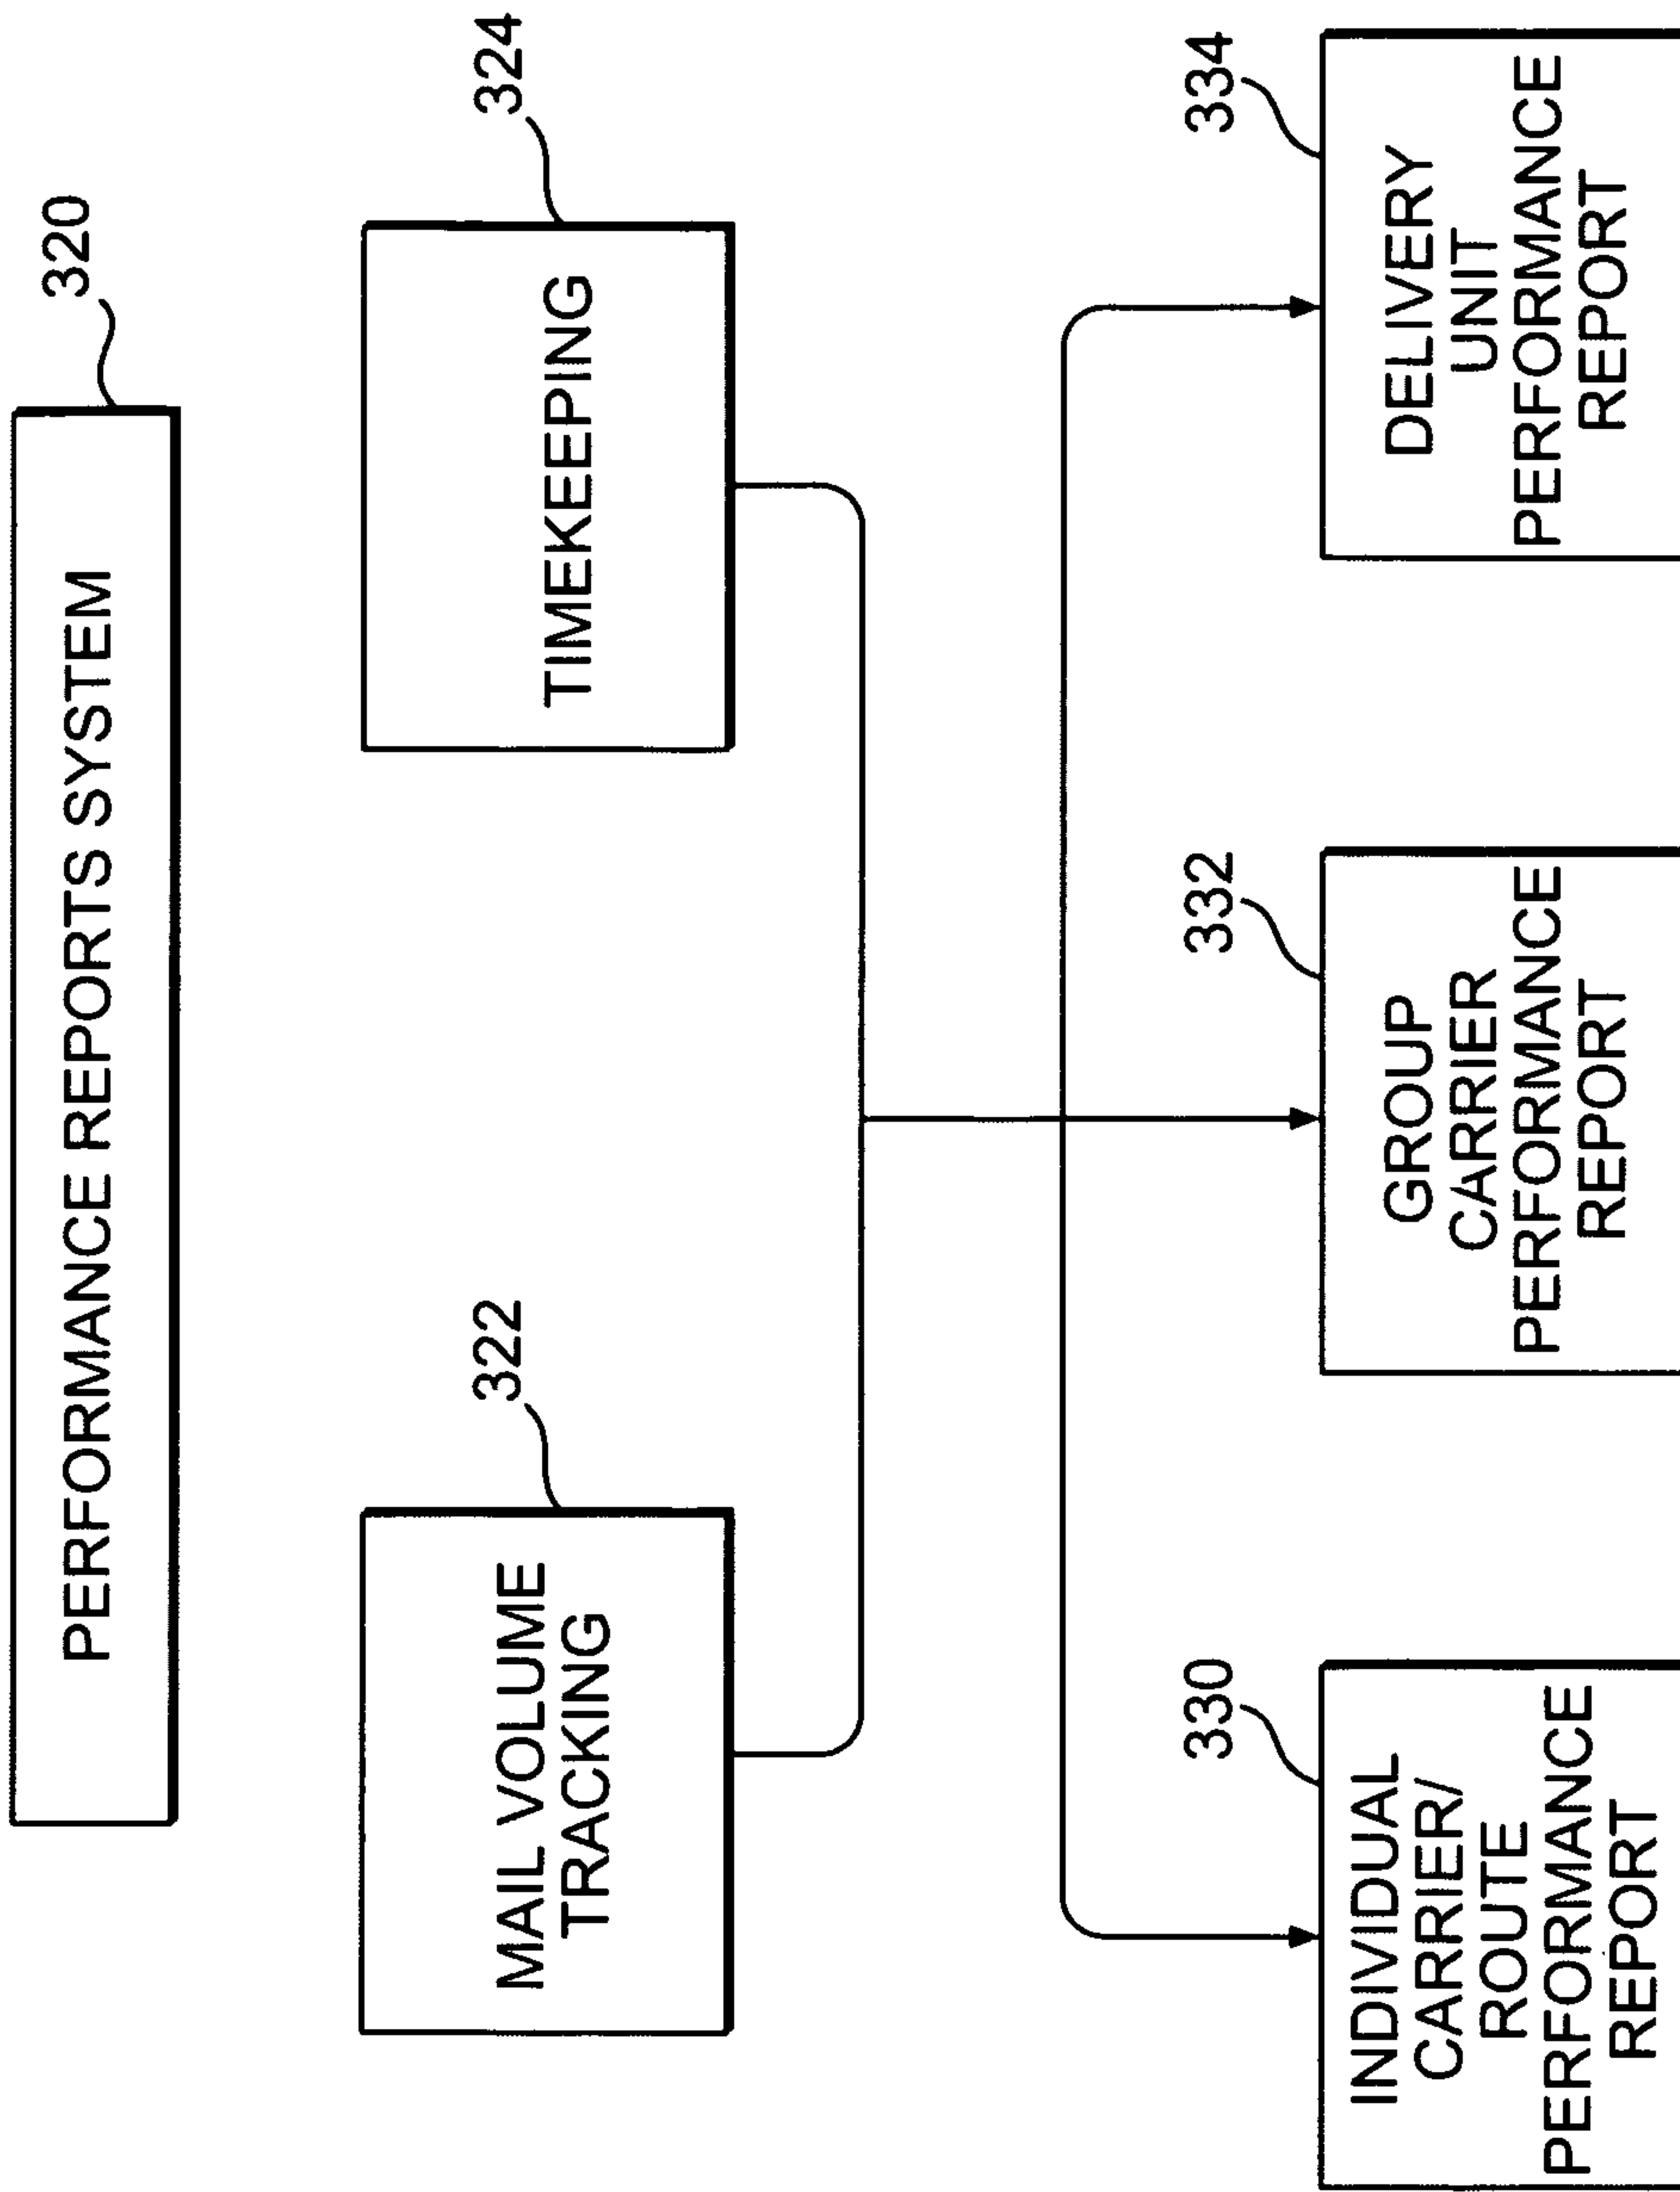 PERFORMANCE REPORTS SYSTEM
320
MAIL VOLUME
TRACKING
322
TIMEKEEPING
324
330
INDIVIDUAL
CARRIER/
ROUTE
PERFORMANCE
REPORT
332
GROUP
CARRIER
PERFORMANCE
REPORT
334
DELIVERY
UNIT
PERFORMANCE
REPORT